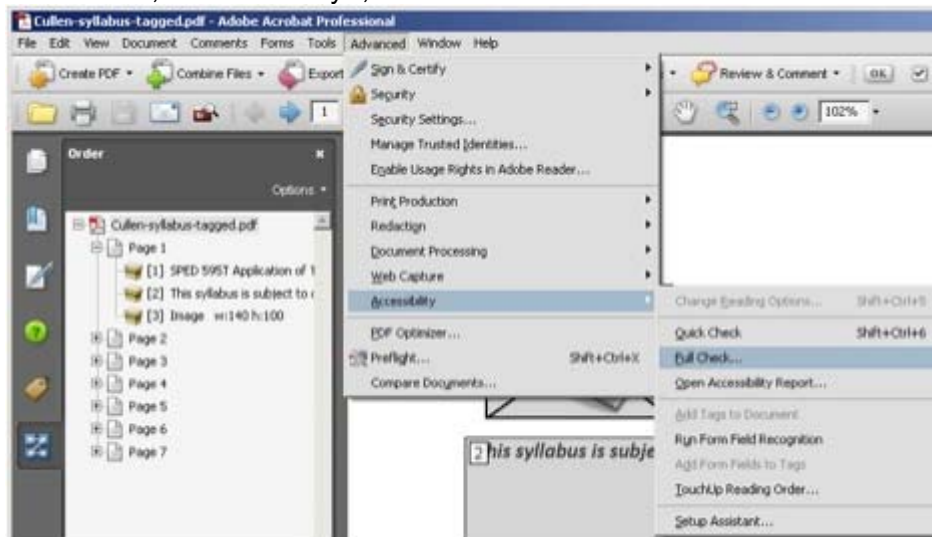 Cullen-syllabus-tagged.pdf - Adobe Acrobat Professional
File Edit View Document Comments Forms Tools Advanced Window Help
Create PDF Combine Files Export Review & Comment OK
1 102%
Order
Options
Cullen-syllabus-tagged.pdf
Page 1
[1] SPED 595T Application of
[2] This syllabus is subject to
[3] Image w:140 h:100
Page 2
Page 3
Page 4
Page 5
Page 6
Page 7
Sign & Certify
Security
Security Settings...
Manage Trusted Identities...
Enable Usage Rights in Adobe Reader...
Print Production
Redaction
Document Processing
Web Capture
Accessibility
PDF Optimizer...
Preflight... Shift+Ctrl+X
Compare Documents...
Change Reading Options... Shift+Ctrl+5
Quick Check Shift+Ctrl+6
Full Check...
Open Accessibility Report...
Add Tags to Document
Run Form Field Recognition
Add Form Fields to Tags
TouchUp Reading Order...
Setup Assistant...
2 his syllabus is subje